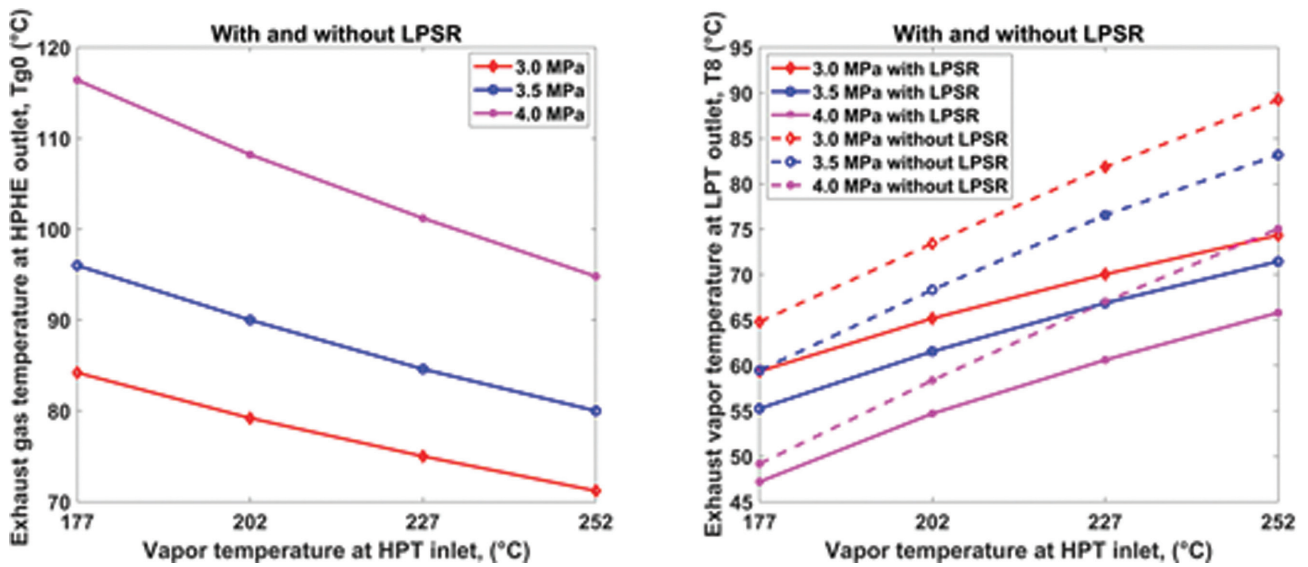 With and without LPSR
Exhaust gas temperature at HPHE outlet, Tg0 (°C)
120
110
100
90
80
70
3.0 MPa
3.5 MPa
4.0 MPa
177 202 227 252
Vapor temperature at HPT inlet, (°C)
With and without LPSR
Exhaust vapor temperature at LPT outlet, T8 (°C)
95
90
85
80
75
70
65
60
55
50
45
3.0 MPa with LPSR
3.5 MPa with LPSR
4.0 MPa with LPSR
3.0 MPa without LPSR
3.5 MPa without LPSR
4.0 MPa without LPSR
177 202 227 252
Vapor temperature at HPT inlet, (°C)